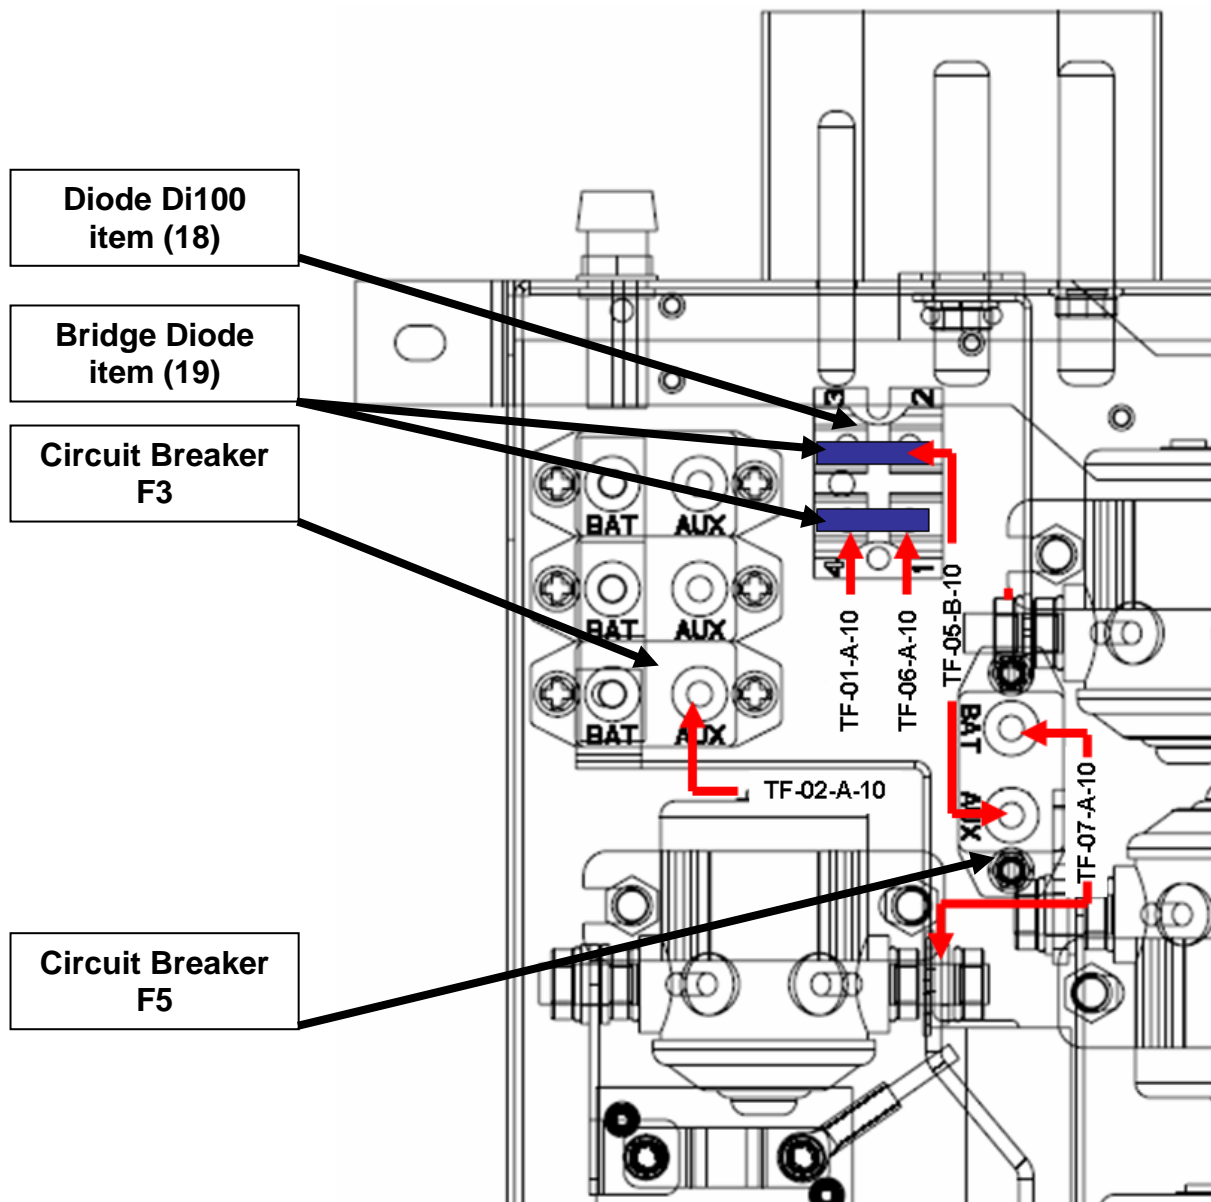 Diode Di100
item (18)
Bridge Diode
item (19)
Circuit Breaker
F3
Circuit Breaker
F5
3 2
4 1
BAT AUX
BAT AUX
BAT AUX
TF-01-A-10
TF-06-A-10
TF-05-B-10
TF-02-A-10
BAT
AUX
TF-07-A-10